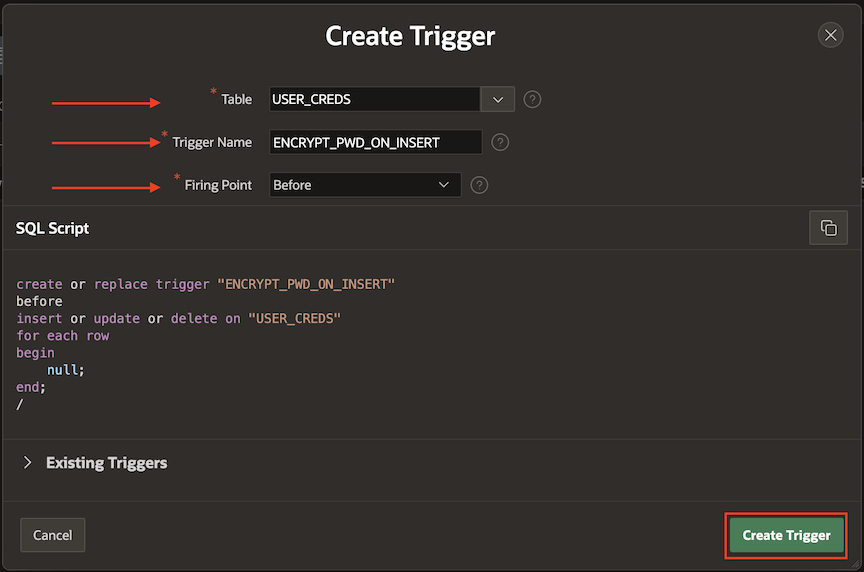 Create Trigger
* Table USER_CREDS ?
* Trigger Name ENCRYPT_PWD_ON_INSERT ?
* Firing Point Before ?
SQL Script
create or replace trigger "ENCRYPT_PWD_ON_INSERT"
before
insert or update or delete on "USER_CREDS"
for each row
begin
    null;
end;
/
Existing Triggers
Cancel Create Trigger